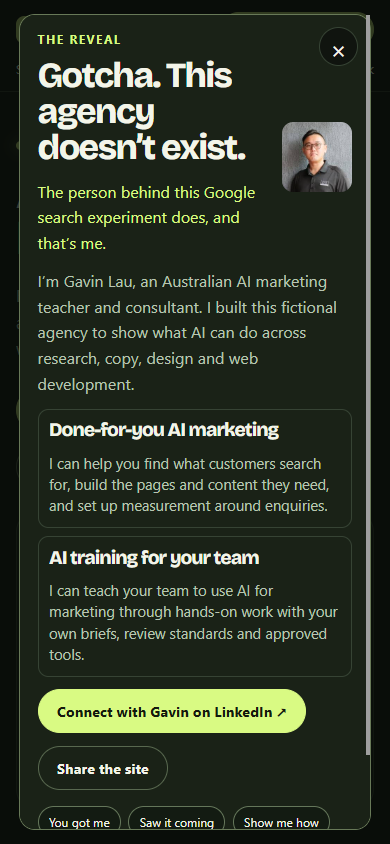 THE REVEAL
Gotcha. This
agency
doesn’t exist.
The person behind this Google
search experiment does, and
that’s me.
I’m Gavin Lau, an Australian AI marketing
teacher and consultant. I built this fictional
agency to show what AI can do across
research, copy, design and web
development.
Done-for-you AI marketing
I can help you find what customers search
for, build the pages and content they need,
and set up measurement around enquiries.
AI training for your team
I can teach your team to use AI for
marketing through hands-on work with your
own briefs, review standards and approved
tools.
Connect with Gavin on LinkedIn ↗
Share the site
You got me Saw it coming Show me how